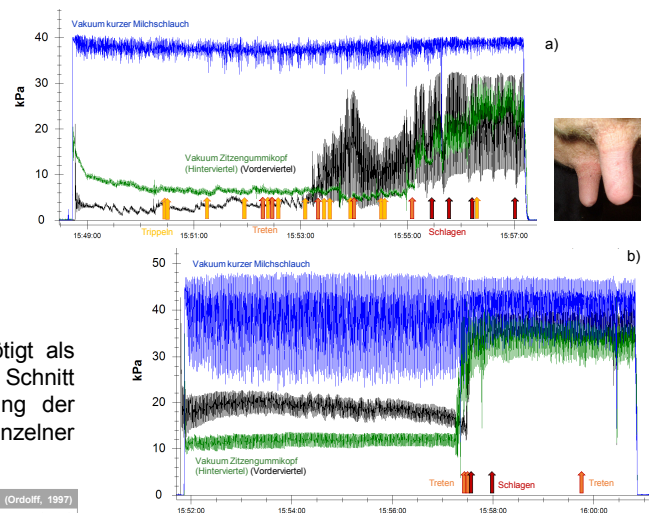 Vakuum kurzer Milchschlauch
a)
40
30
kPa
20
Vakuum Zitzengummikopf
(Hinterviertel) (Vorderviertel)
10
0
Trippeln
Treten
Schlagen
15:49:00 15:51:00 15:53:00 15:55:00 15:57:00
b)
50
Vakuum kurzer Milchschlauch
40
30
kPa
20
10
Vakuum Zitzengummikopf
(Hinterviertel) (Vorderviertel)
0
Treten Schlagen Treten
15:52:00 15:54:00 15:56:00 15:58:00 16:00:00
ötigt als
Schnitt
ng der
nzelner
(Ordolff, 1997)